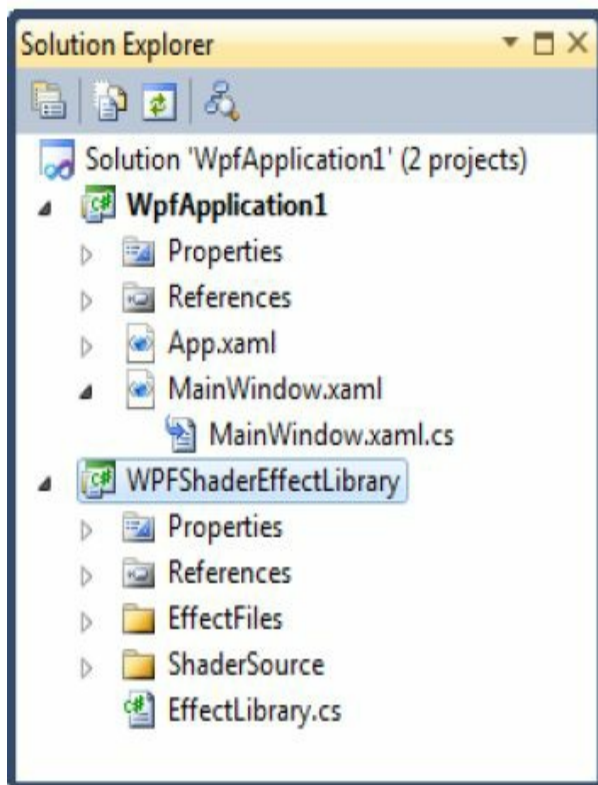 Solution Explorer
Solution 'WpfApplication1' (2 projects)
WpfApplication1
Properties
References
App.xaml
MainWindow.xaml
MainWindow.xaml.cs
WPFShaderEffectLibrary
Properties
References
EffectFiles
ShaderSource
EffectLibrary.cs